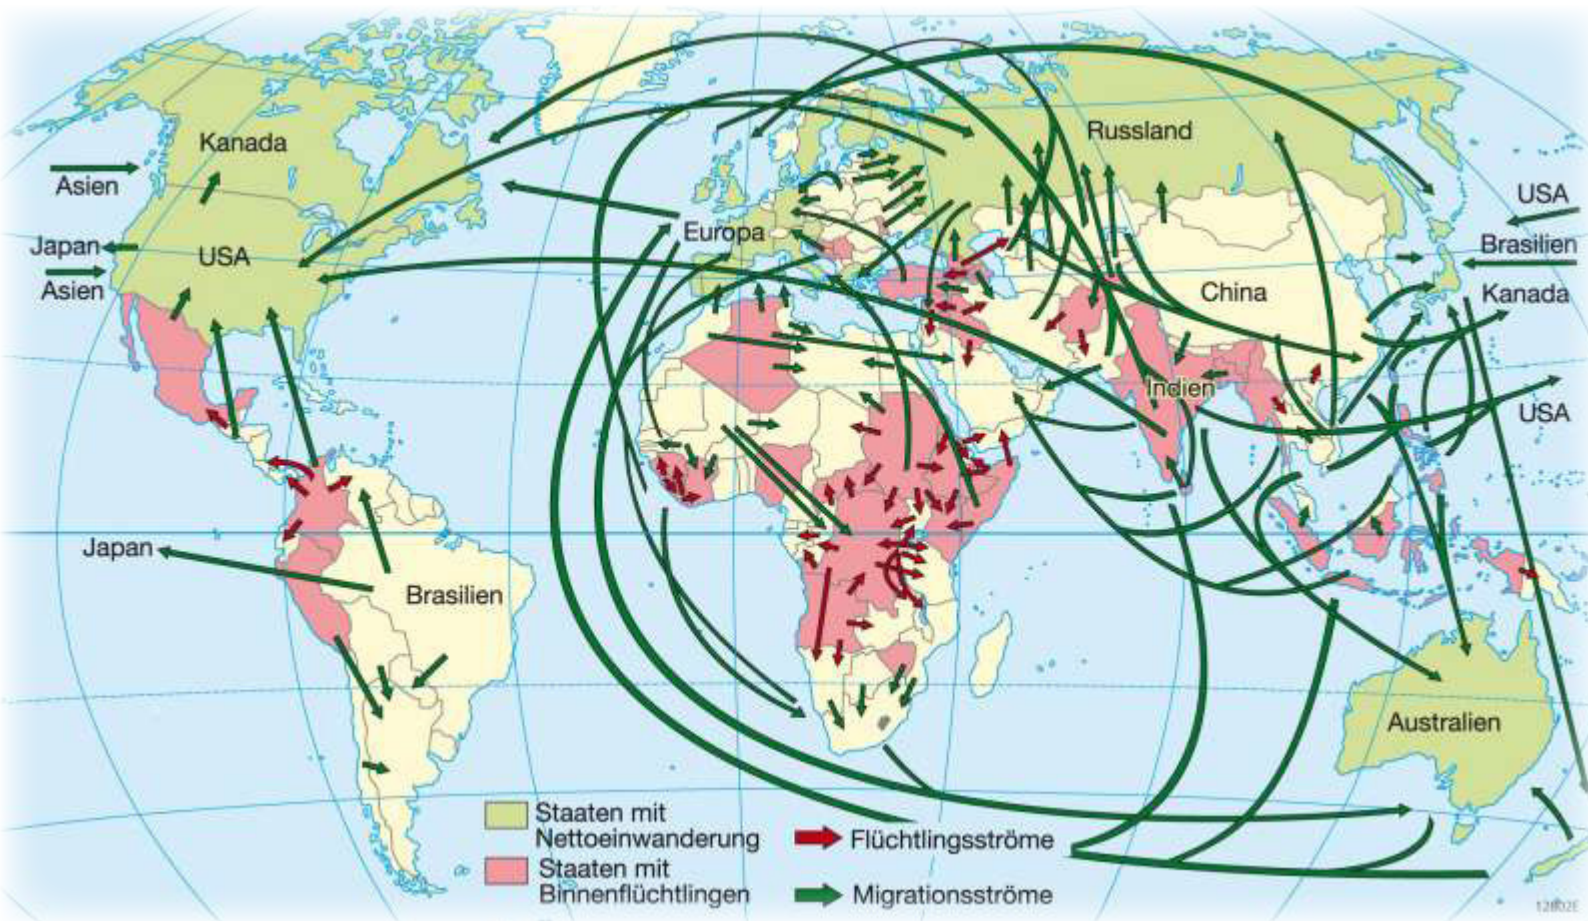 Kanada
Russland
Asien
USA
Japan
USA
Europa
Brasilien
Asien
China
Kanada
Indien
USA
Japan
Brasilien
Australien
Staaten mit
Nettoeinwanderung
Flüchtlingsströme
Staaten mit
Binnenflüchtlingen
Migrationsströme
12802E